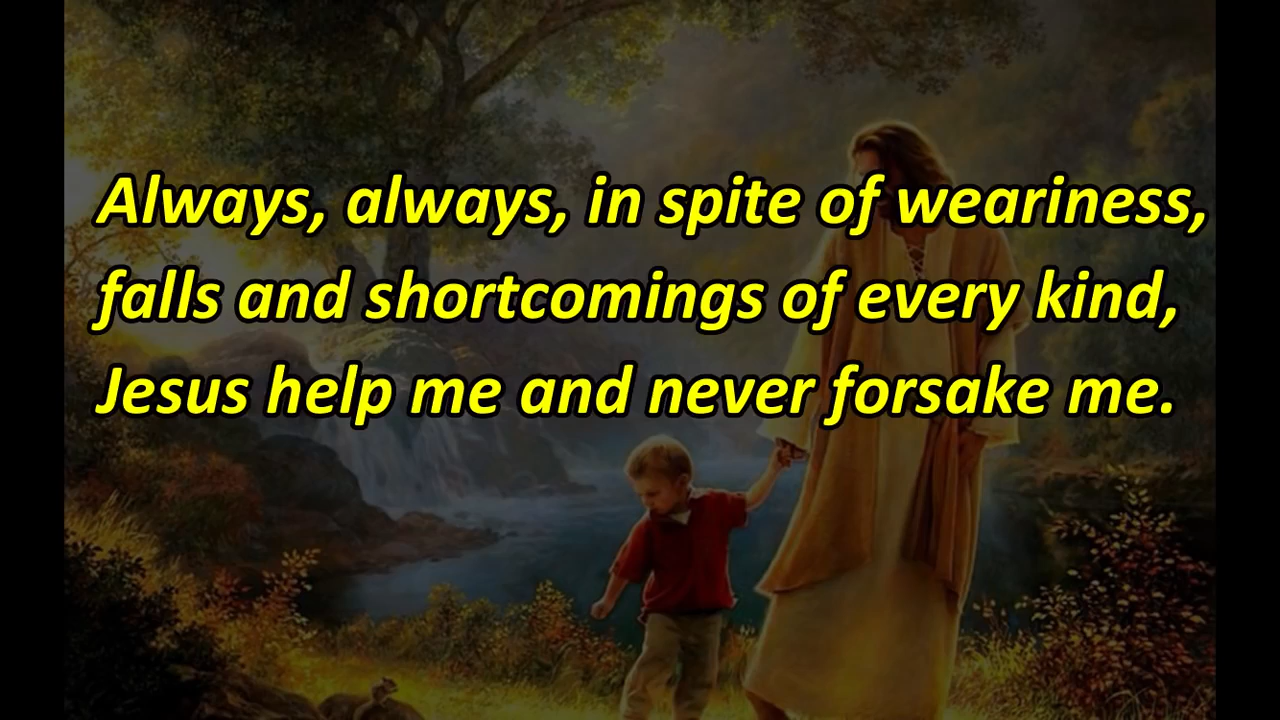 Always, always, in spite of weariness,
falls and shortcomings of every kind,
Jesus help me and never forsake me.